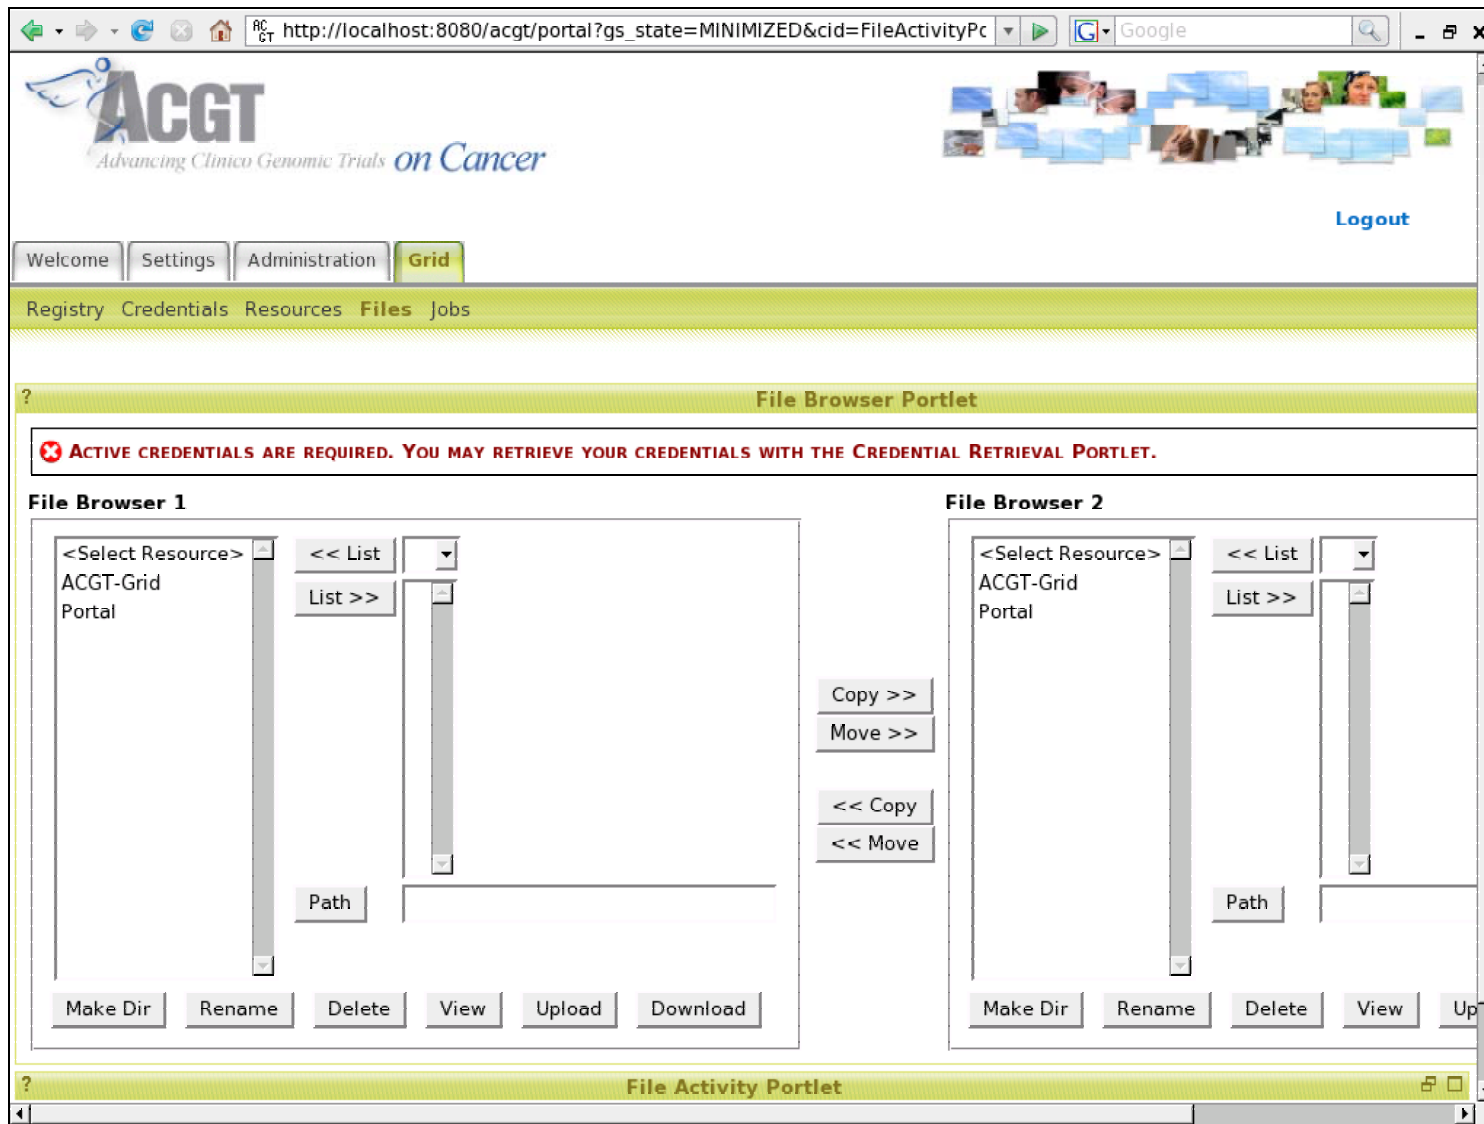 AC GT http://localhost:8080/acgt/portal?gs_state=MINIMIZED&cid=FileActivityPc G Google
ACGT
Advancing Clinico Genomic Trials on Cancer
Logout
Welcome Settings Administration Grid
Registry Credentials Resources Files Jobs
? File Browser Portlet
Active credentials are required. You may retrieve your credentials with the Credential Retrieval Portlet.
File Browser 1 File Browser 2
<Select Resource> << List <Select Resource> << List
ACGT-Grid List >> ACGT-Grid List >>
Portal Portal
Copy >>
Move >>
<< Copy
<< Move
Path Path
Make Dir Rename Delete View Upload Download Make Dir Rename Delete View Up
? File Activity Portlet